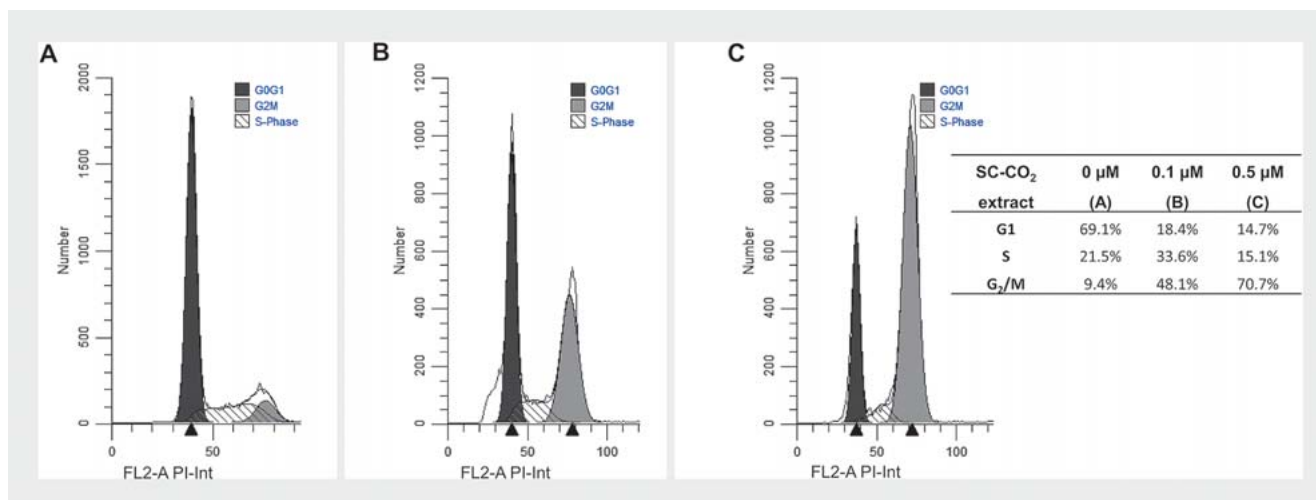 A
2000
1500
1000
500
0
Number
0 50
FL2-A PI-Int
G0G1
G2M
S-Phase
B
1200
1000
800
600
400
200
0
Number
0 50 100
FL2-A PI-Int
G0G1
G2M
S-Phase
C
1200
1000
800
600
400
200
0
Number
0 50 100
FL2-A PI-Int
G0G1
G2M
S-Phase
SC-CO₂ 0 µM 0.1 µM 0.5 µM
extract (A) (B) (C)
G1 69.1% 18.4% 14.7%
S 21.5% 33.6% 15.1%
G₂/M 9.4% 48.1% 70.7%